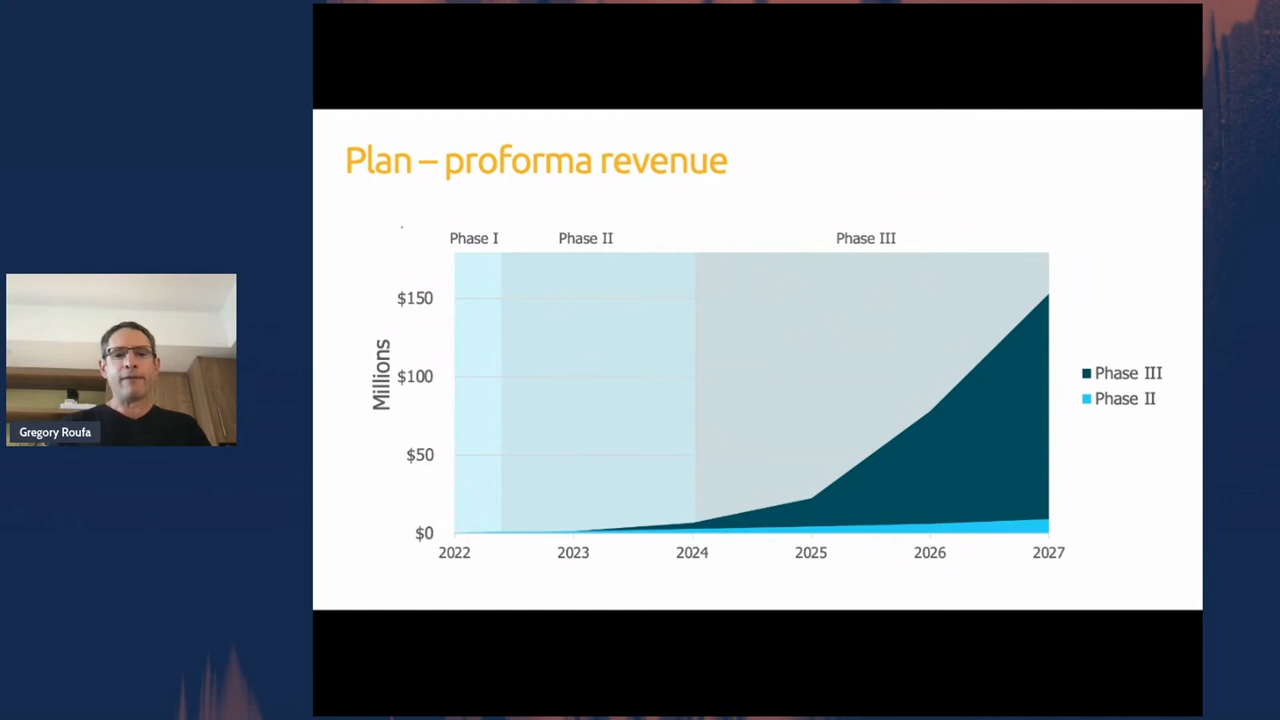 Plan – proforma revenue
Phase I
Phase II
Phase III
Millions
$150
$100
$50
$0
2022
2023
2024
2025
2026
2027
Phase III
Phase II
Gregory Roufa